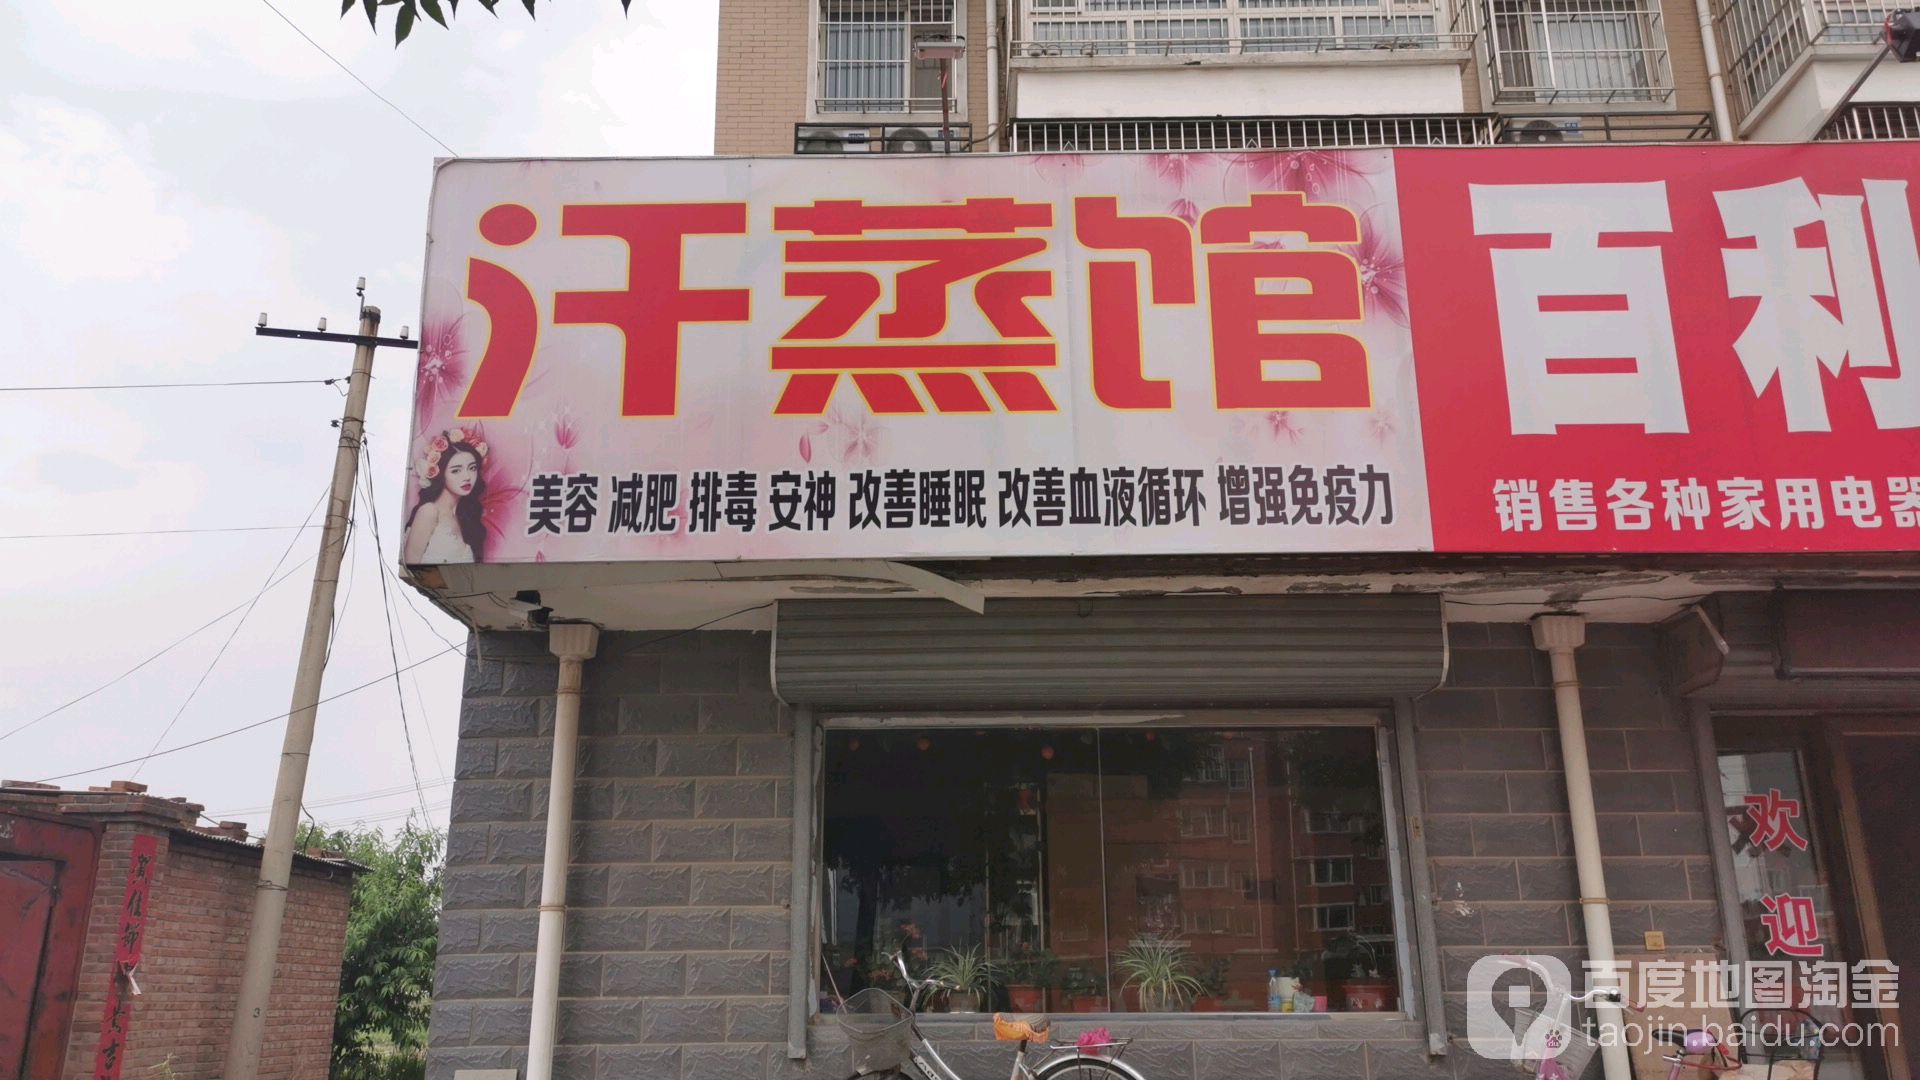 汗蒸馆
美容 减肥 排毒 安神 改善睡眠 改善血液循环 增强免疫力
百利
销售各种家用电器
欢迎
百度地图淘金
taojin.baidu.com